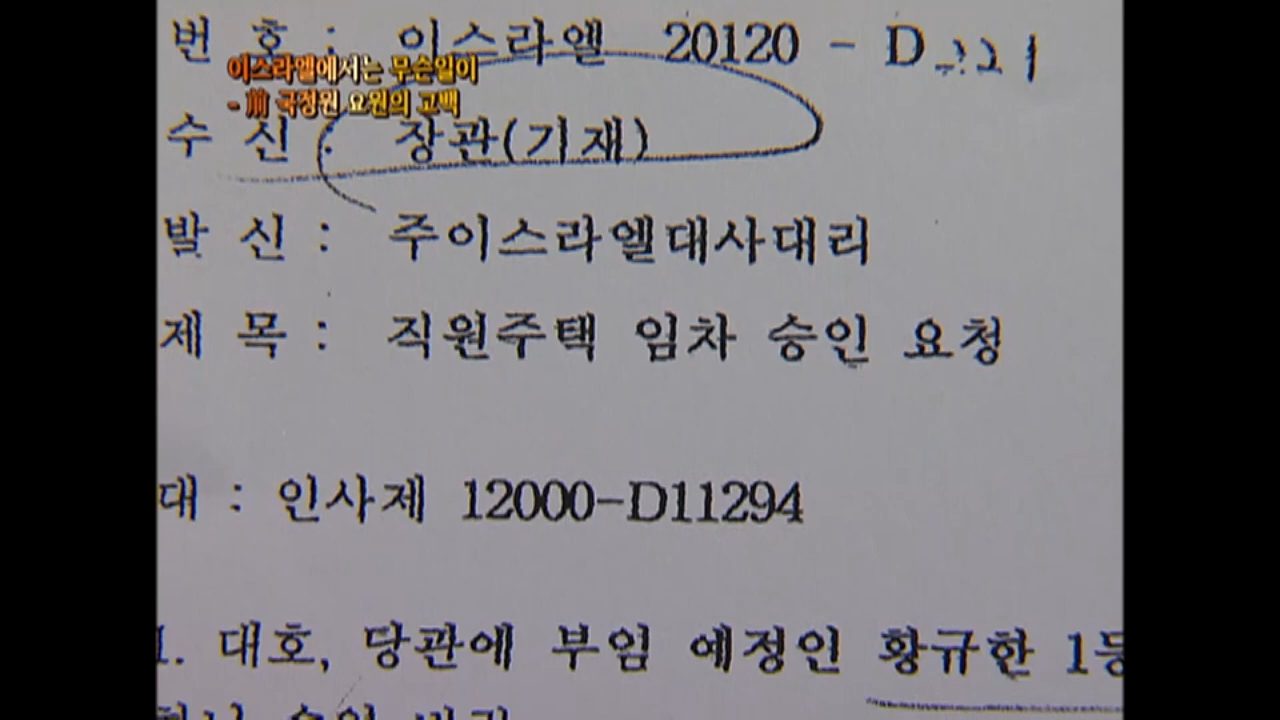 번 호 : 이스라엘 20120 - D 221
이스라엘에서는 무슨일이
- 前 국정원 요원의 고백
수 신 : 장관(기재)
발 신 : 주이스라엘대사대리
제 목 : 직원주택 임차 승인 요청
대 : 인사제 12000-D11294
1. 대호, 당관에 부임 예정인 황규한 1등